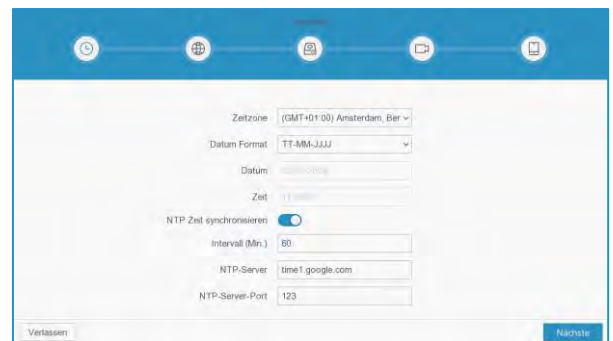 Zeitzone (GMT+01:00) Amsterdam, Ber
Datum Format TT-MM-JJJJ
Datum
Zeit
NTP Zeit synchronisieren
Intervall (Min.) 60
NTP-Server time1.google.com
NTP-Server-Port 123
Verlassen Nächste